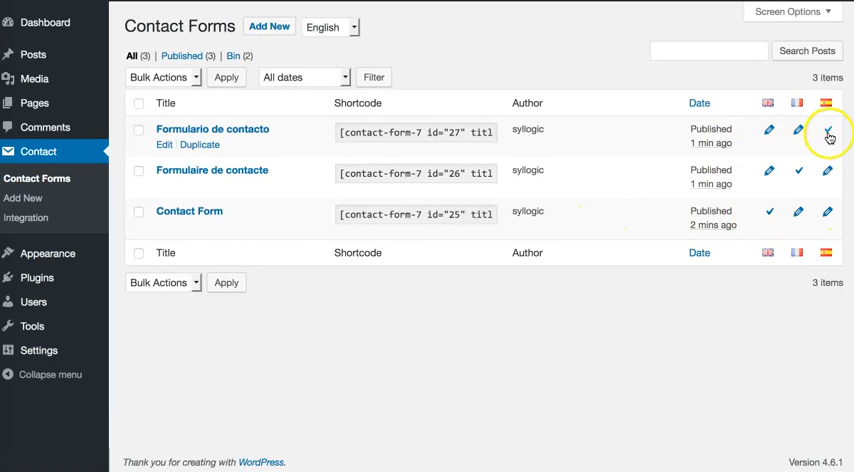 Dashboard
Posts
Media
Pages
Comments
Contact
Contact Forms
Add New
Integration
Appearance
Plugins
Users
Tools
Settings
Collapse menu
Screen Options ▼
Contact Forms Add New English
All (3) | Published (3) | Bin (2)
Search Posts
Bulk Actions Apply All dates Filter 3 items
Title Shortcode Author Date
Formulario de contacto [contact-form-7 id="27" titl syllogic Published
Edit | Duplicate 1 min ago
Formulaire de contacte [contact-form-7 id="26" titl syllogic Published
1 min ago
Contact Form [contact-form-7 id="25" titl syllogic Published
2 mins ago
Title Shortcode Author Date
Bulk Actions Apply 3 items
Thank you for creating with WordPress. Version 4.6.1